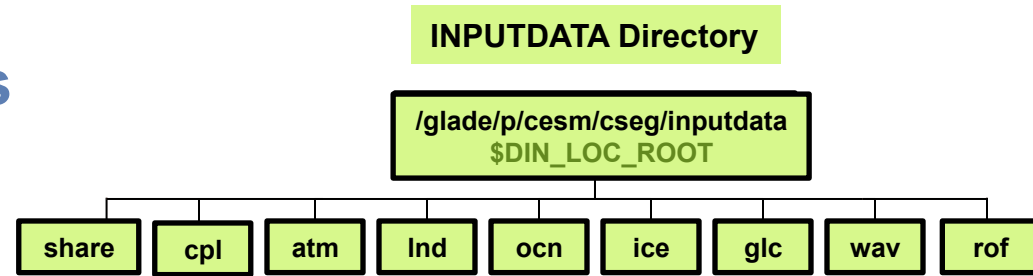 INPUTDATA Directory
s
/glade/p/cesm/cseg/inputdata
$DIN_LOC_ROOT
share cpl atm lnd ocn ice glc wav rof